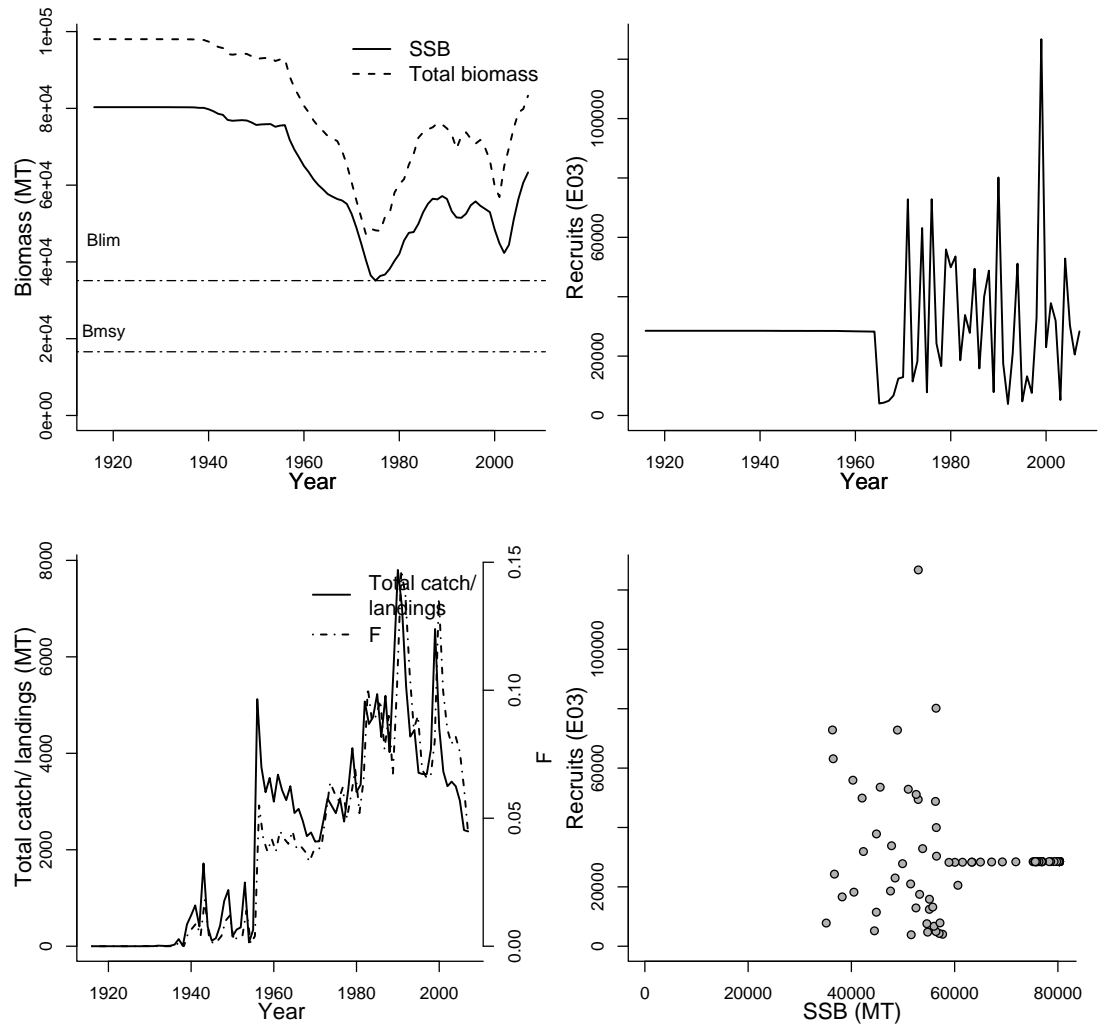 SSB
Total biomass
Blim
Bmsy
Biomass (MT)
0e+00
2e+04
4e+04
6e+04
8e+04
1e+05
1920 1940 1960 1980 2000
Year
Recruits (E03)
0
20000
60000
100000
1920 1940 1960 1980 2000
Year
Total catch/
landings
F
Total catch/ landings (MT)
0
2000
4000
6000
8000
0.00
0.05
0.10
0.15
F
1920 1940 1960 1980 2000
Year
Recruits (E03)
0
20000
60000
100000
0 20000 40000 60000 80000
SSB (MT)